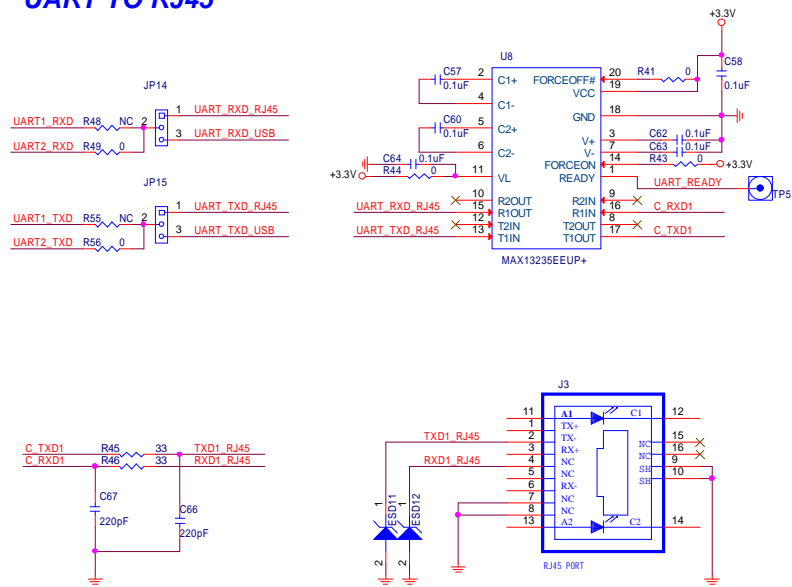 UART TO RJ45
+3.3V
U8
C57
0.1uF
2 C1+
4 C1-
C60
0.1uF
5 C2+
6 C2-
C64 0.1uF
+3.3V
R44 0
11 VL
10 R2OUT
UART_RXD_RJ45 15 R1OUT
12 T2IN
UART_TXD_RJ45 13 T1IN
FORCEOFF# 20 R41 0
VCC 19
C58
0.1uF
GND 18
V+ 3 C62 0.1uF
V- 7 C63 0.1uF
FORCEON 14 R43 0 +3.3V
READY 1 UART_READY
TP5
R2IN 9
R1IN 16 C_RXD1
T2OUT 8
T1OUT 17 C_TXD1
MAX13235EEUP+
JP14
UART1_RXD R48 NC 2
UART2_RXD R49 0
1 UART_RXD_RJ45
3 UART_RXD_USB
JP15
UART1_TXD R55 NC 2
UART2_TXD R56 0
1 UART_TXD_RJ45
3 UART_TXD_USB
C_TXD1 R45 33 TXD1_RJ45
C_RXD1 R46 33 RXD1_RJ45
C67
220pF
C66
220pF
J3
11 A1 C1 12
1 TX+
TXD1_RJ45 2 TX-
3 RX+
RXD1_RJ45 4 NC
5 NC
6 RX-
7 NC
8 NC
13 A2 C2 14
NC 15
NC 16
SH 9
SH 10
1 ESD11 2
1 ESD12 2
RJ45 PORT